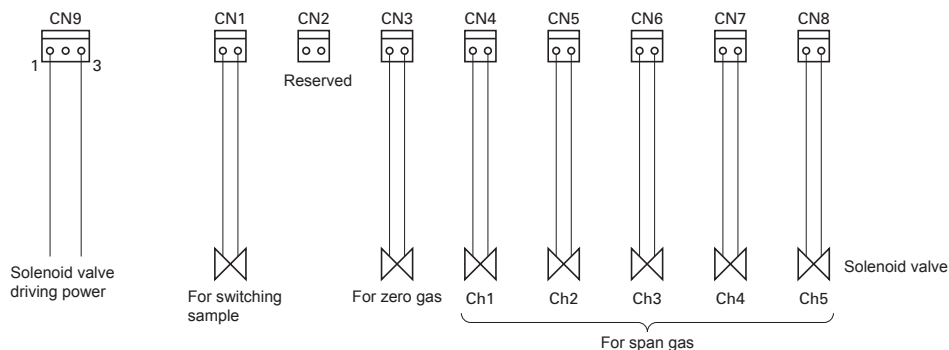 CN9
CN1
CN2
CN3
CN4
CN5
CN6
CN7
CN8
1
3
Reserved
Solenoid valve
driving power
For switching
sample
For zero gas
Ch1
Ch2
Ch3
Ch4
Ch5
Solenoid valve
For span gas